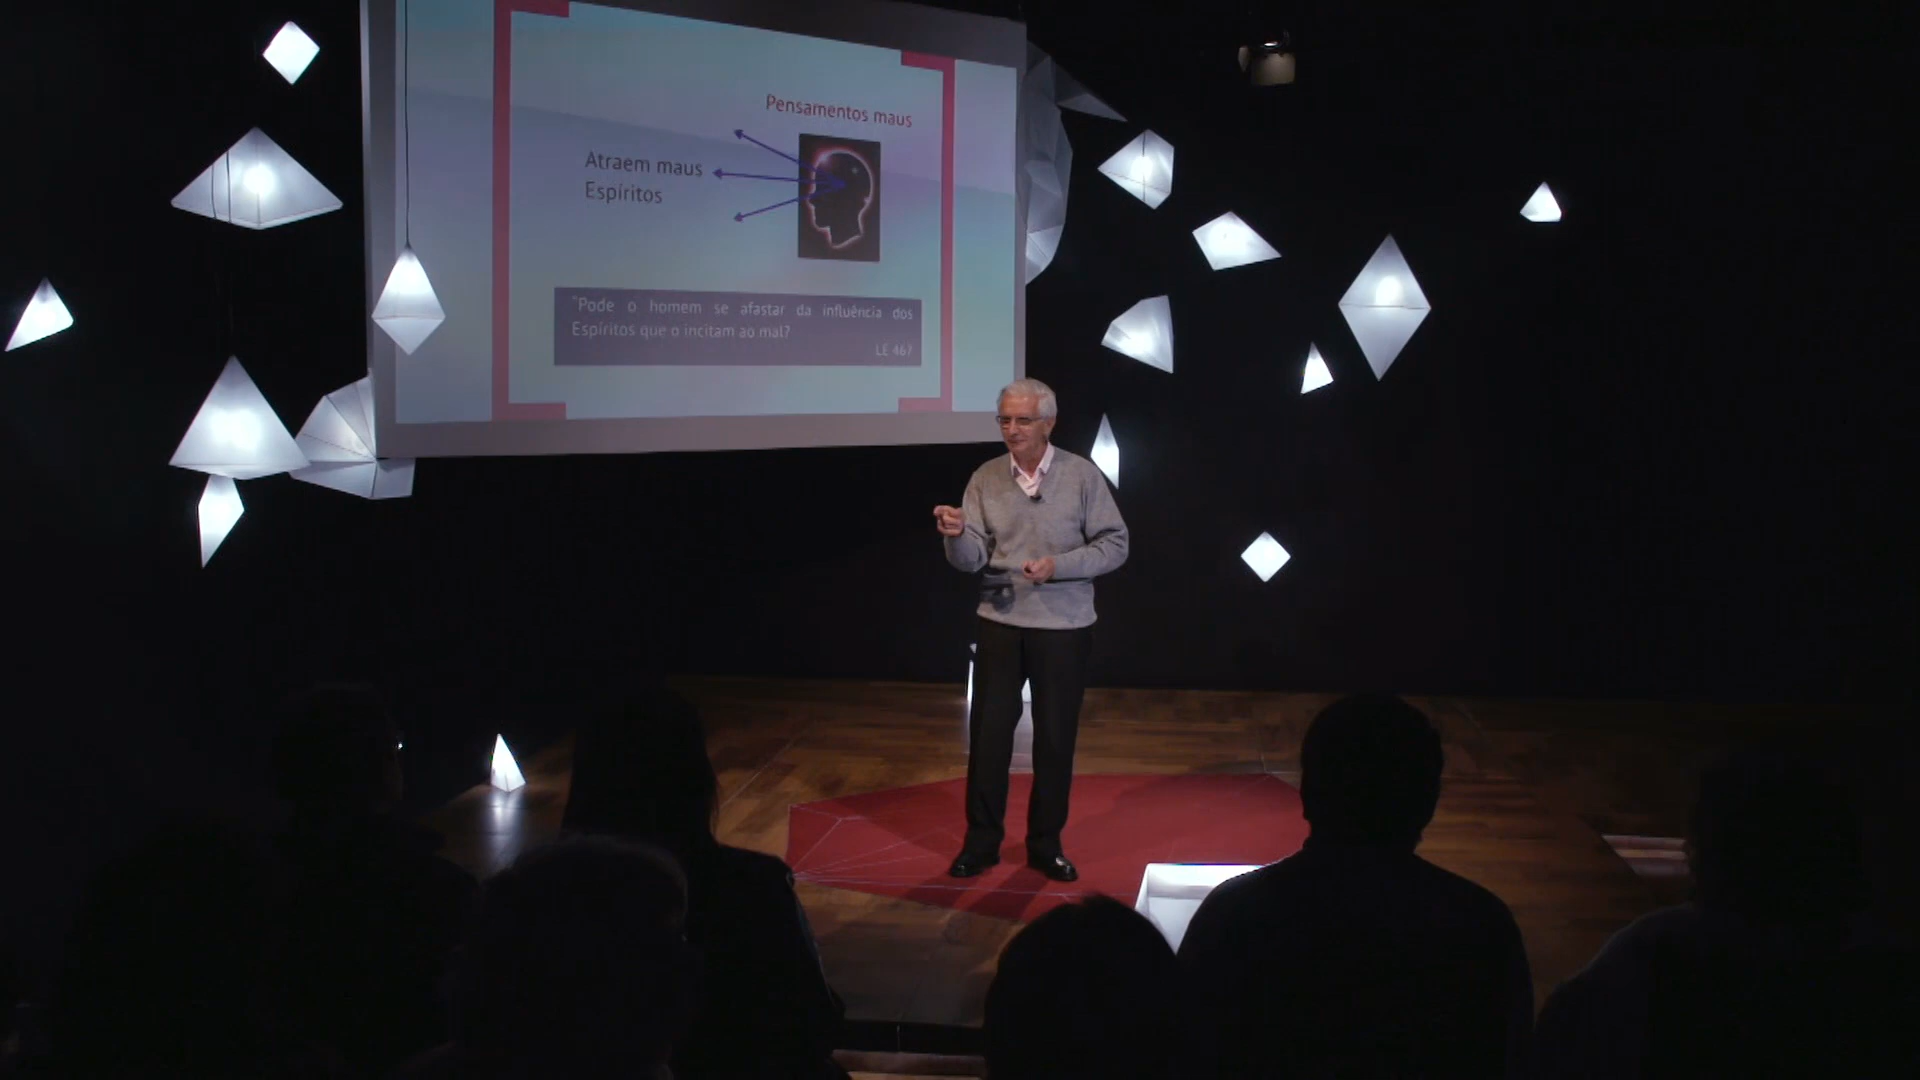 Pensamentos maus
Atraem maus
Espíritos
"Pode o homem se afastar da influência dos
Espíritos que o incitam ao mal?
LE 467